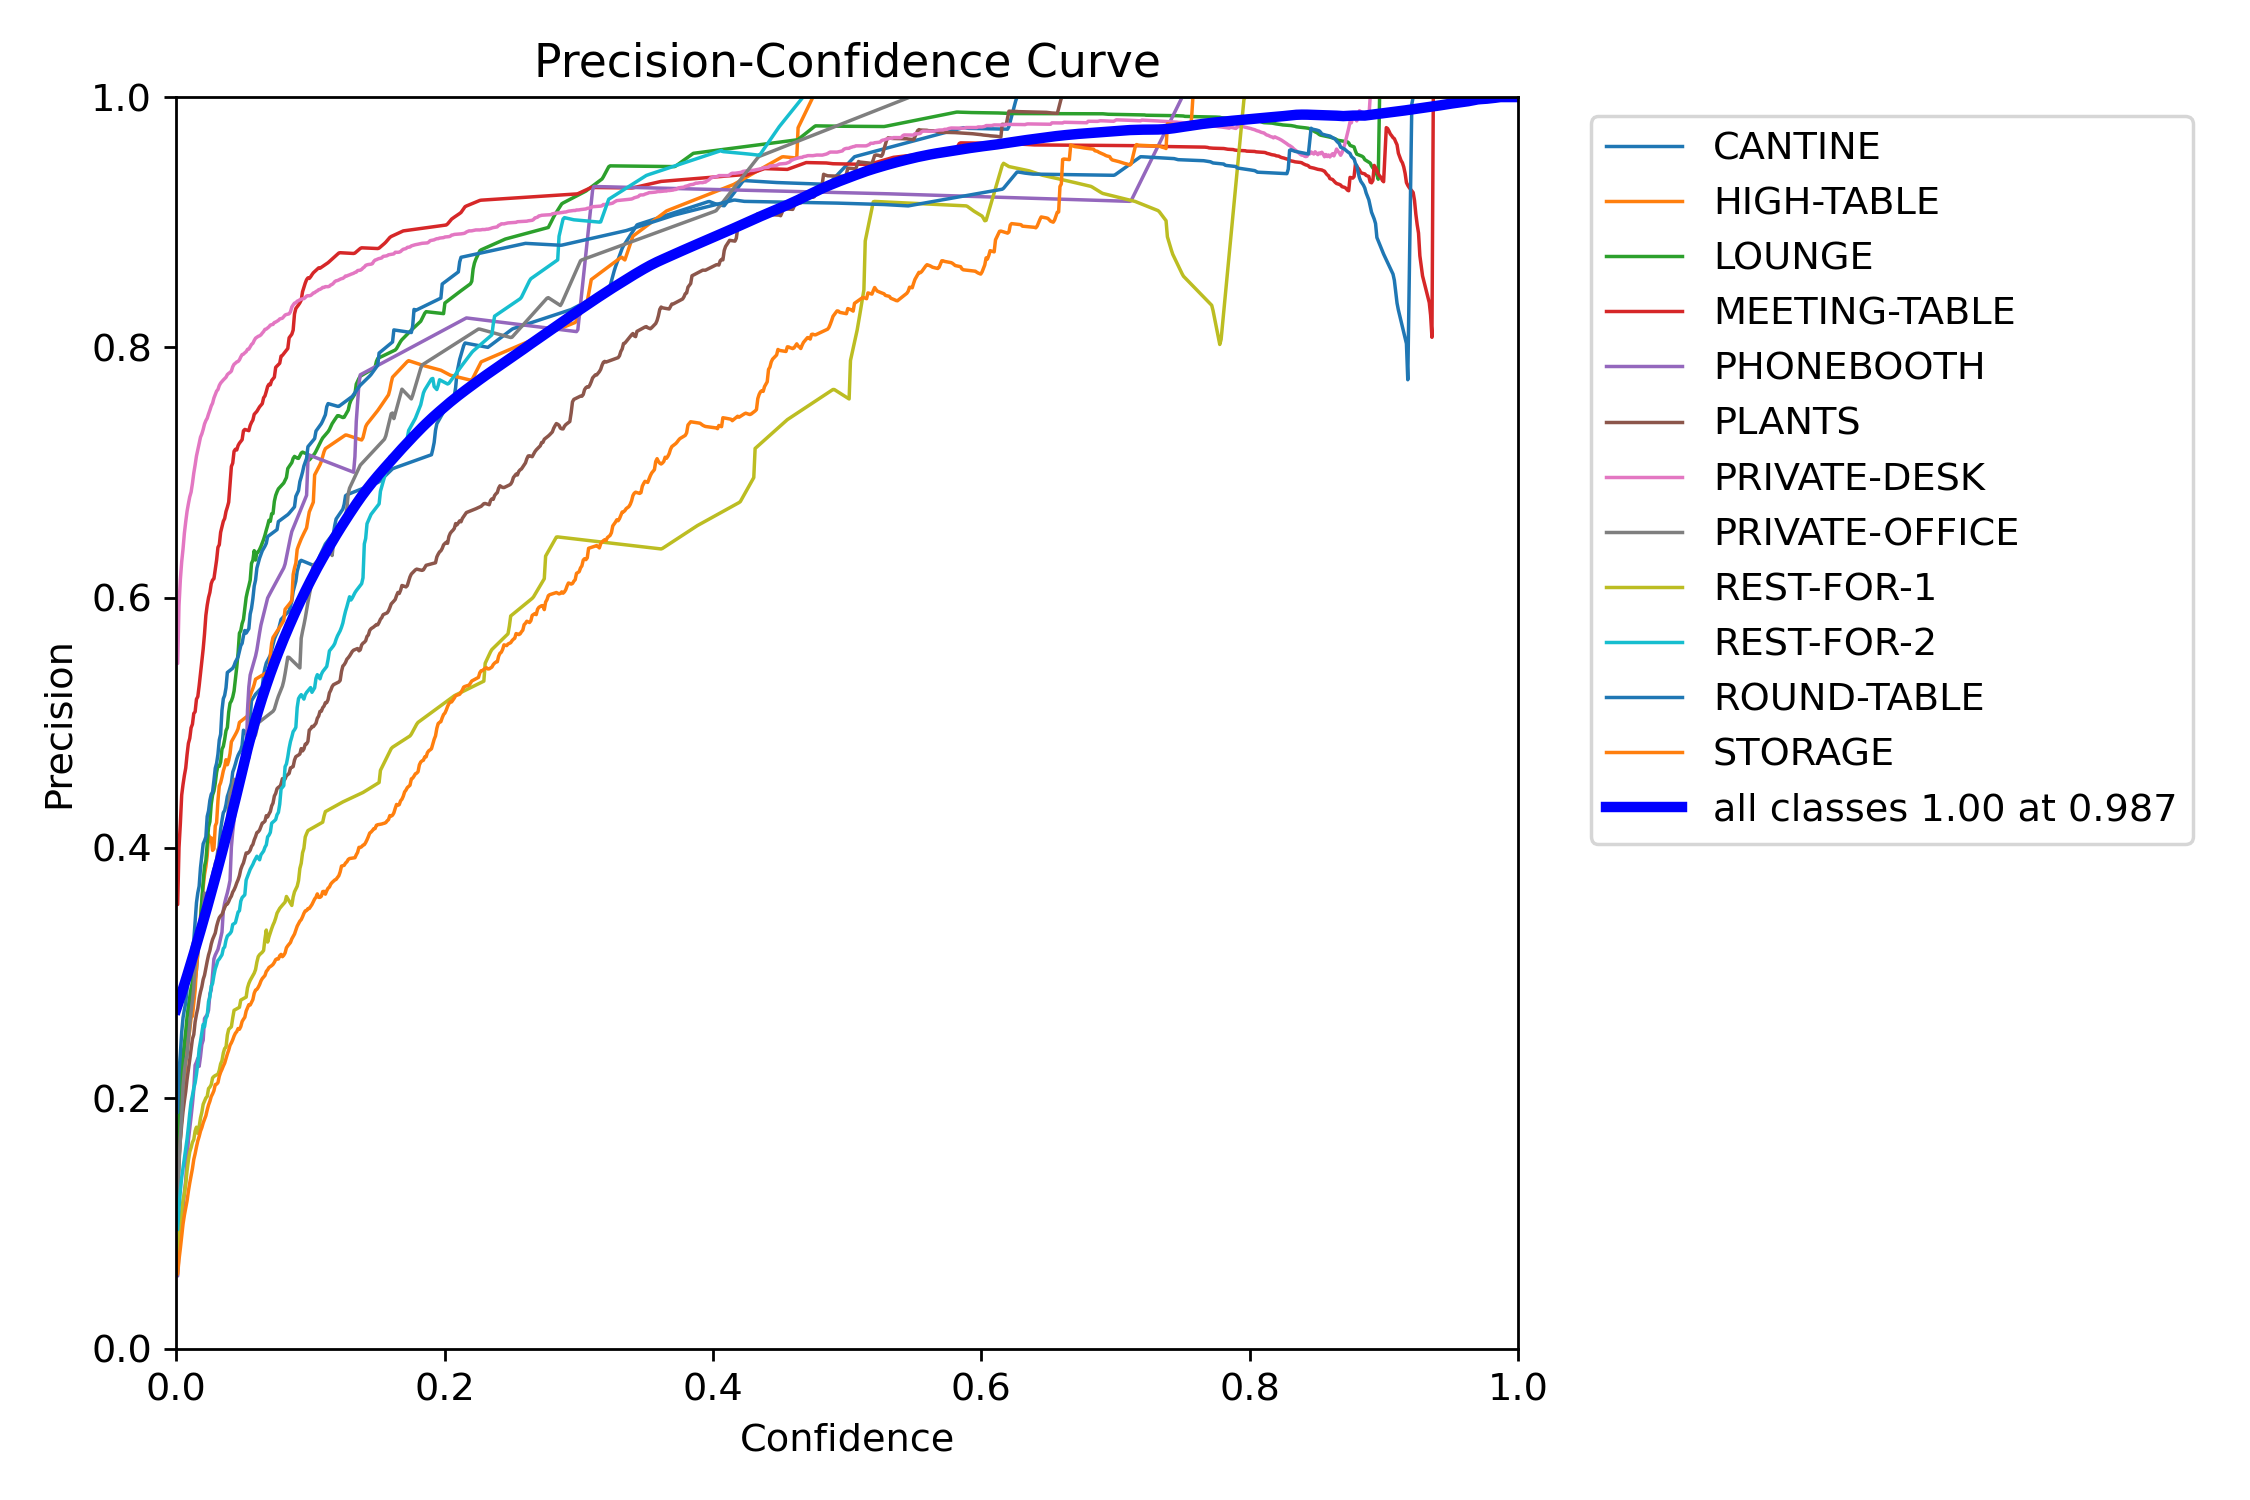 Precision-Confidence Curve
1.0
0.8
0.6
0.4
0.2
0.0
Precision
0.0 0.2 0.4 0.6 0.8 1.0
Confidence
CANTINE
HIGH-TABLE
LOUNGE
MEETING-TABLE
PHONEBOOTH
PLANTS
PRIVATE-DESK
PRIVATE-OFFICE
REST-FOR-1
REST-FOR-2
ROUND-TABLE
STORAGE
all classes 1.00 at 0.987